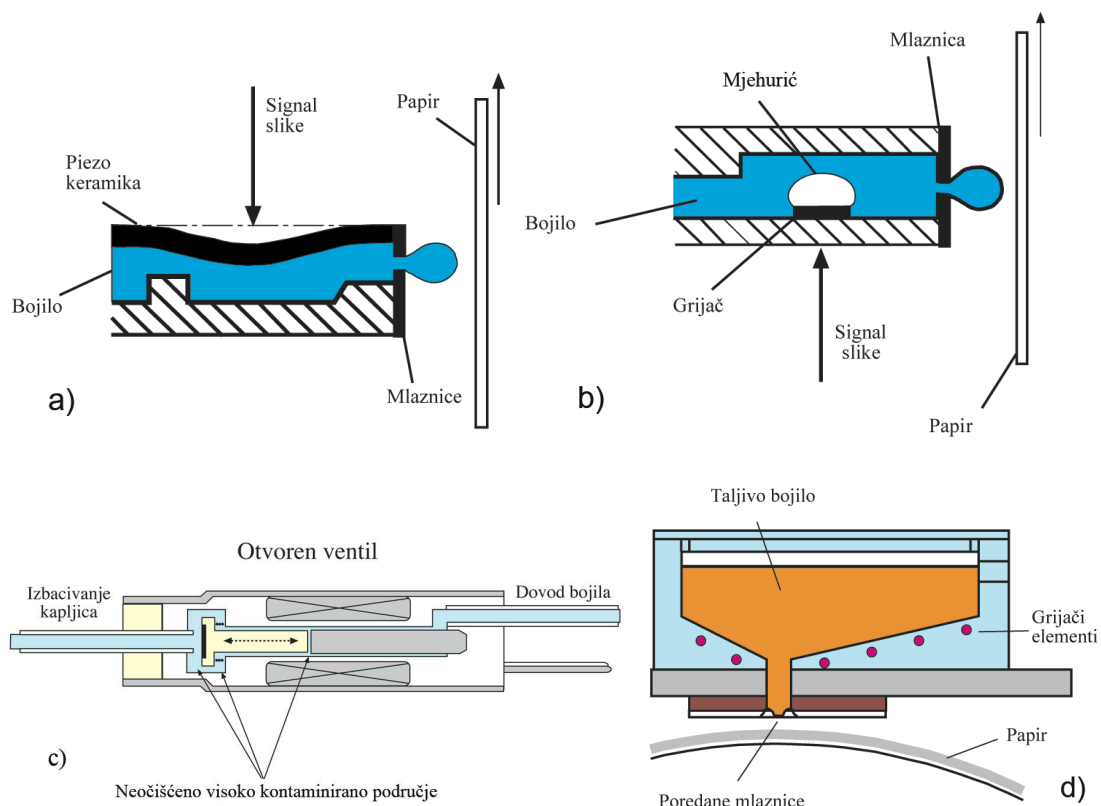 Signal
slike
Papir
Piezo
keramika
Bojilo
Mlaznice
a)
Mlaznica
Mjehurić
Bojilo
Grijač
Signal
slike
Papir
b)
Otvoren ventil
Izbacivanje
kapljica
Dovod bojila
c)
Neočišćeno visoko kontaminirano područje
Taljivo bojilo
Grijači
elementi
Papir
d)
Poredane mlaznice